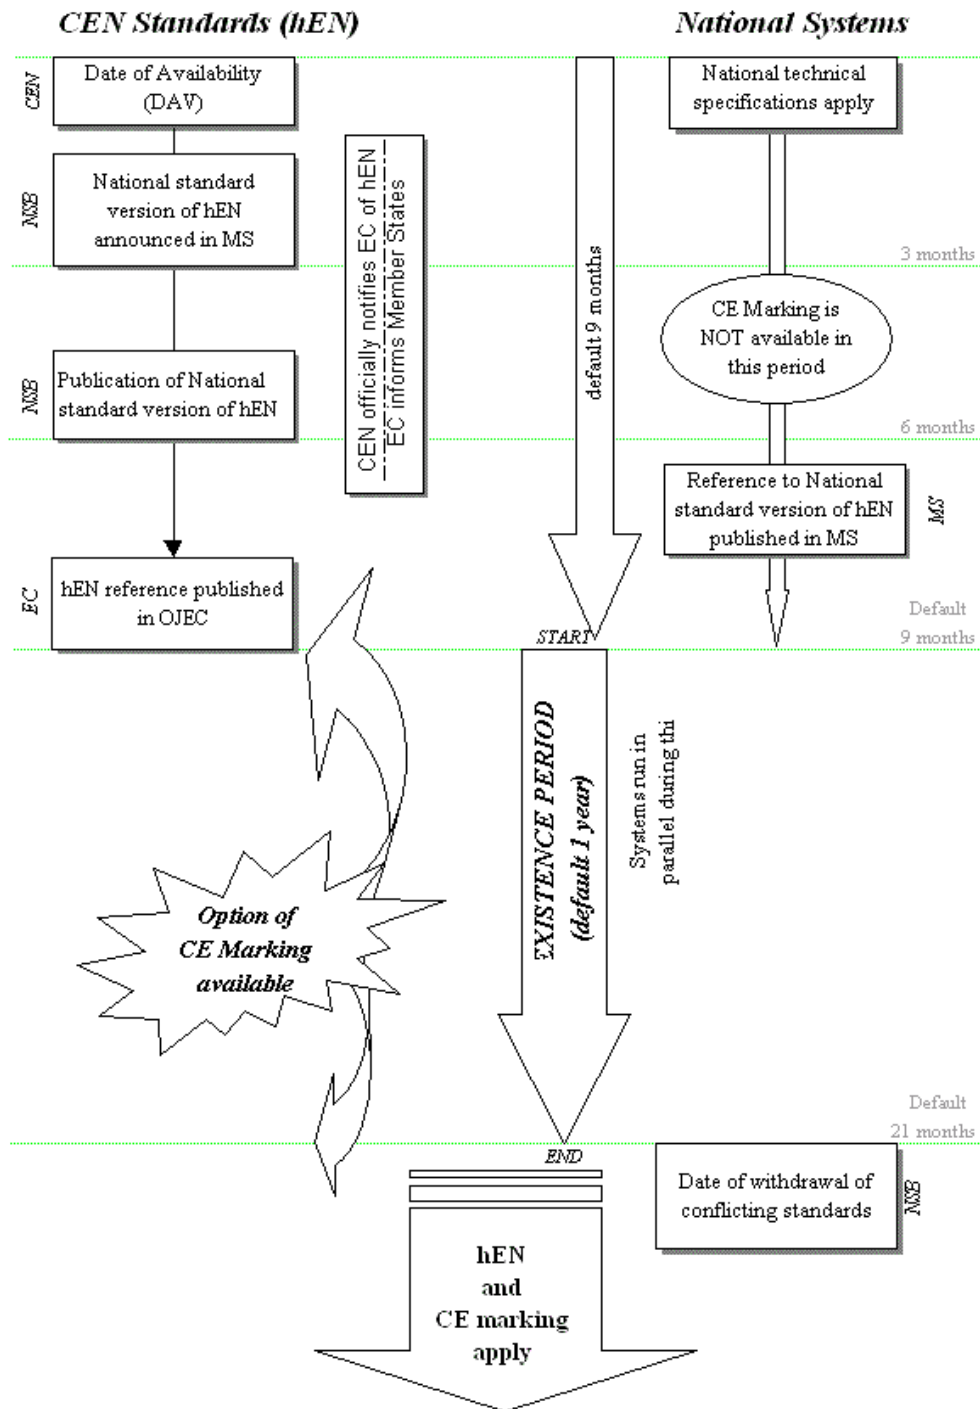 CEN Standards (hEN)
National Systems
CEN
Date of Availability
(DAV)
National technical
specifications apply
NSB
National standard
version of hEN
announced in MS
CEN officially notifies EC of hEN
EC informs Member States
default 9 months
3 months
CE Marking is
NOT available in
this period
NSB
Publication of National
standard version of hEN
6 months
Reference to National
standard version of hEN
published in MS
MS
EC
hEN reference published
in OJEC
Default
9 months
START
EXISTENCE PERIOD
(default 1 year)
Systems run in
parallel during thi
Option of
CE Marking
available
Default
21 months
END
Date of withdrawal of
conflicting standards
NSB
hEN
and
CE marking
apply